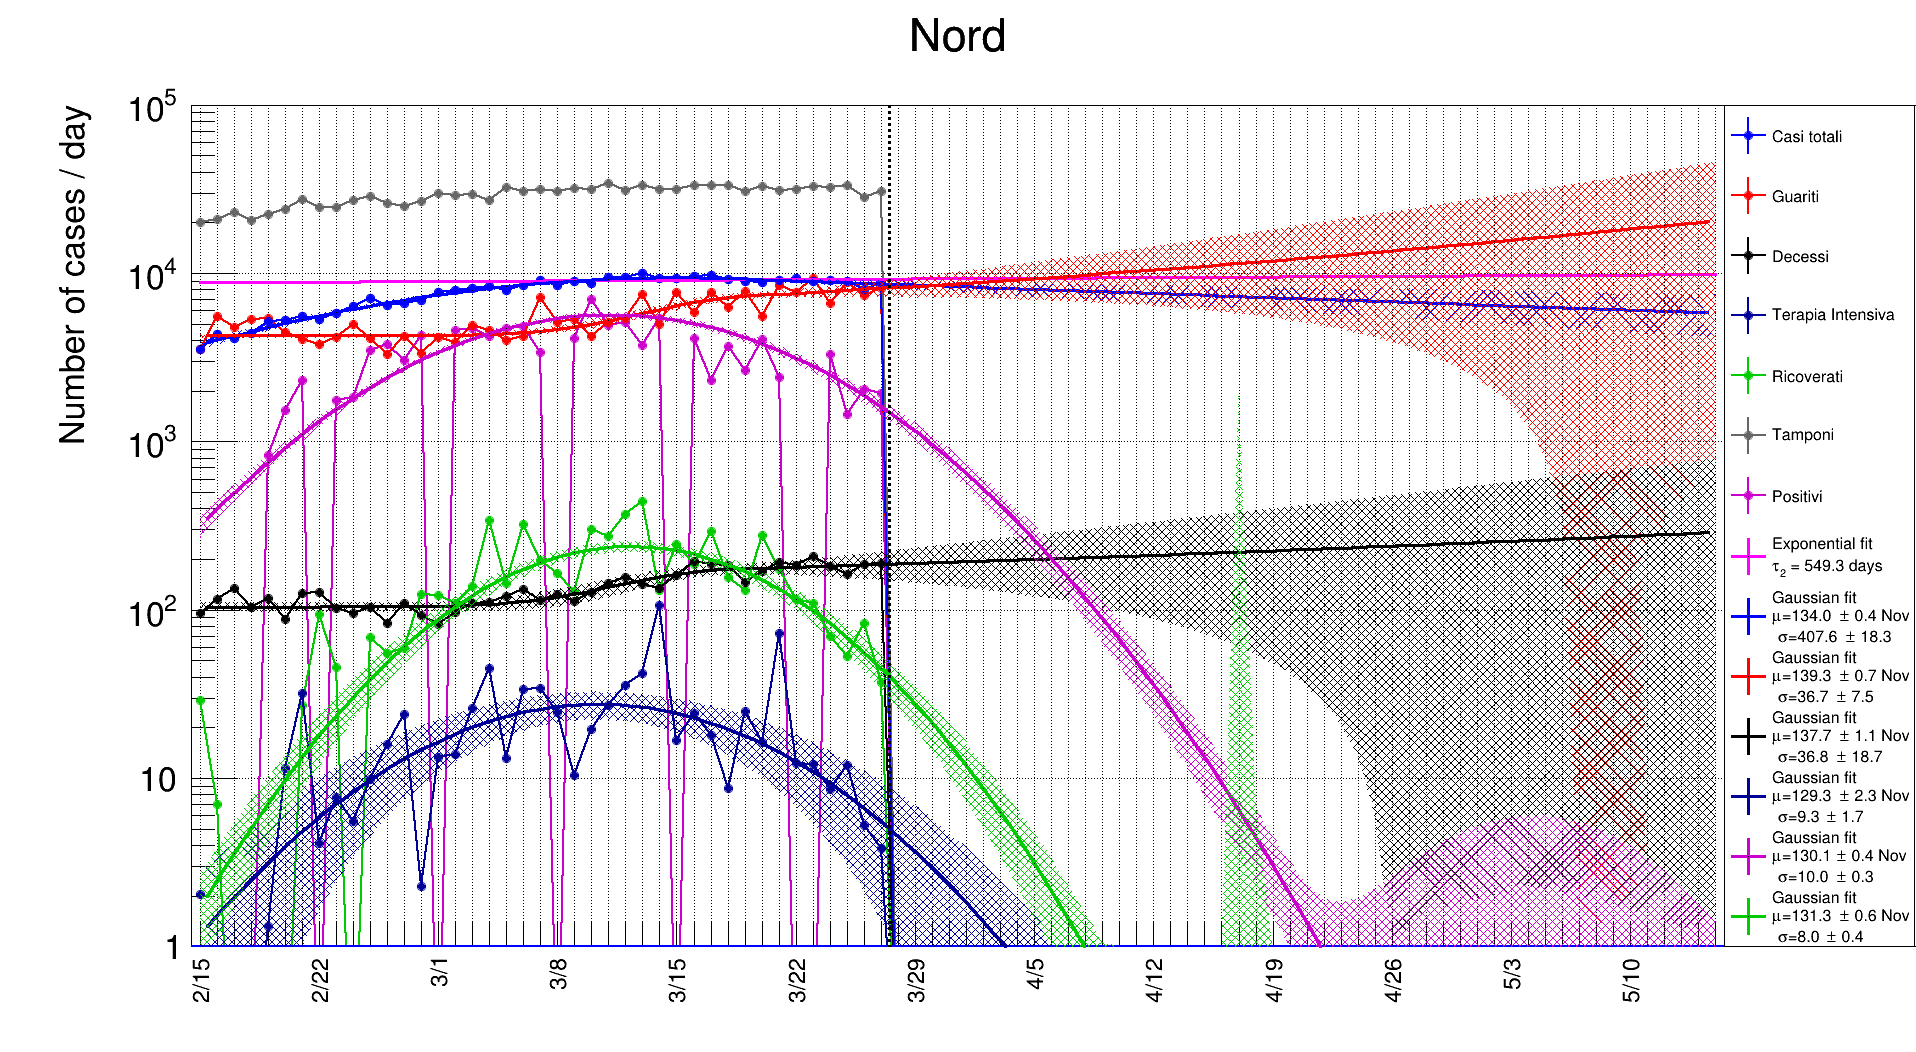 Nord
Number of cases / day
10^5
10^4
10^3
10^2
10
1
2/15
2/22
3/1
3/8
3/15
3/22
3/29
4/5
4/12
4/19
4/26
5/3
5/10
Casi totali
Guariti
Decessi
Terapia Intensiva
Ricoverati
Tamponi
Positivi
Exponential fit
τ_2 = 549.3 days
Gaussian fit
μ=134.0 ± 0.4 Nov
σ=407.6 ± 18.3
Gaussian fit
μ=139.3 ± 0.7 Nov
σ=36.7 ± 7.5
Gaussian fit
μ=137.7 ± 1.1 Nov
σ=36.8 ± 18.7
Gaussian fit
μ=129.3 ± 2.3 Nov
σ=9.3 ± 1.7
Gaussian fit
μ=130.1 ± 0.4 Nov
σ=10.0 ± 0.3
Gaussian fit
μ=131.3 ± 0.6 Nov
σ=8.0 ± 0.4